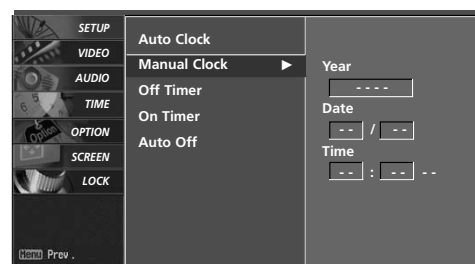 SETUP
VIDEO
AUDIO
TIME
OPTION
SCREEN
LOCK
Menu Prev.
Auto Clock
Manual Clock ►
Off Timer
On Timer
Auto Off
Year
- - - -
Date
- - / - -
Time
- - : - - - -